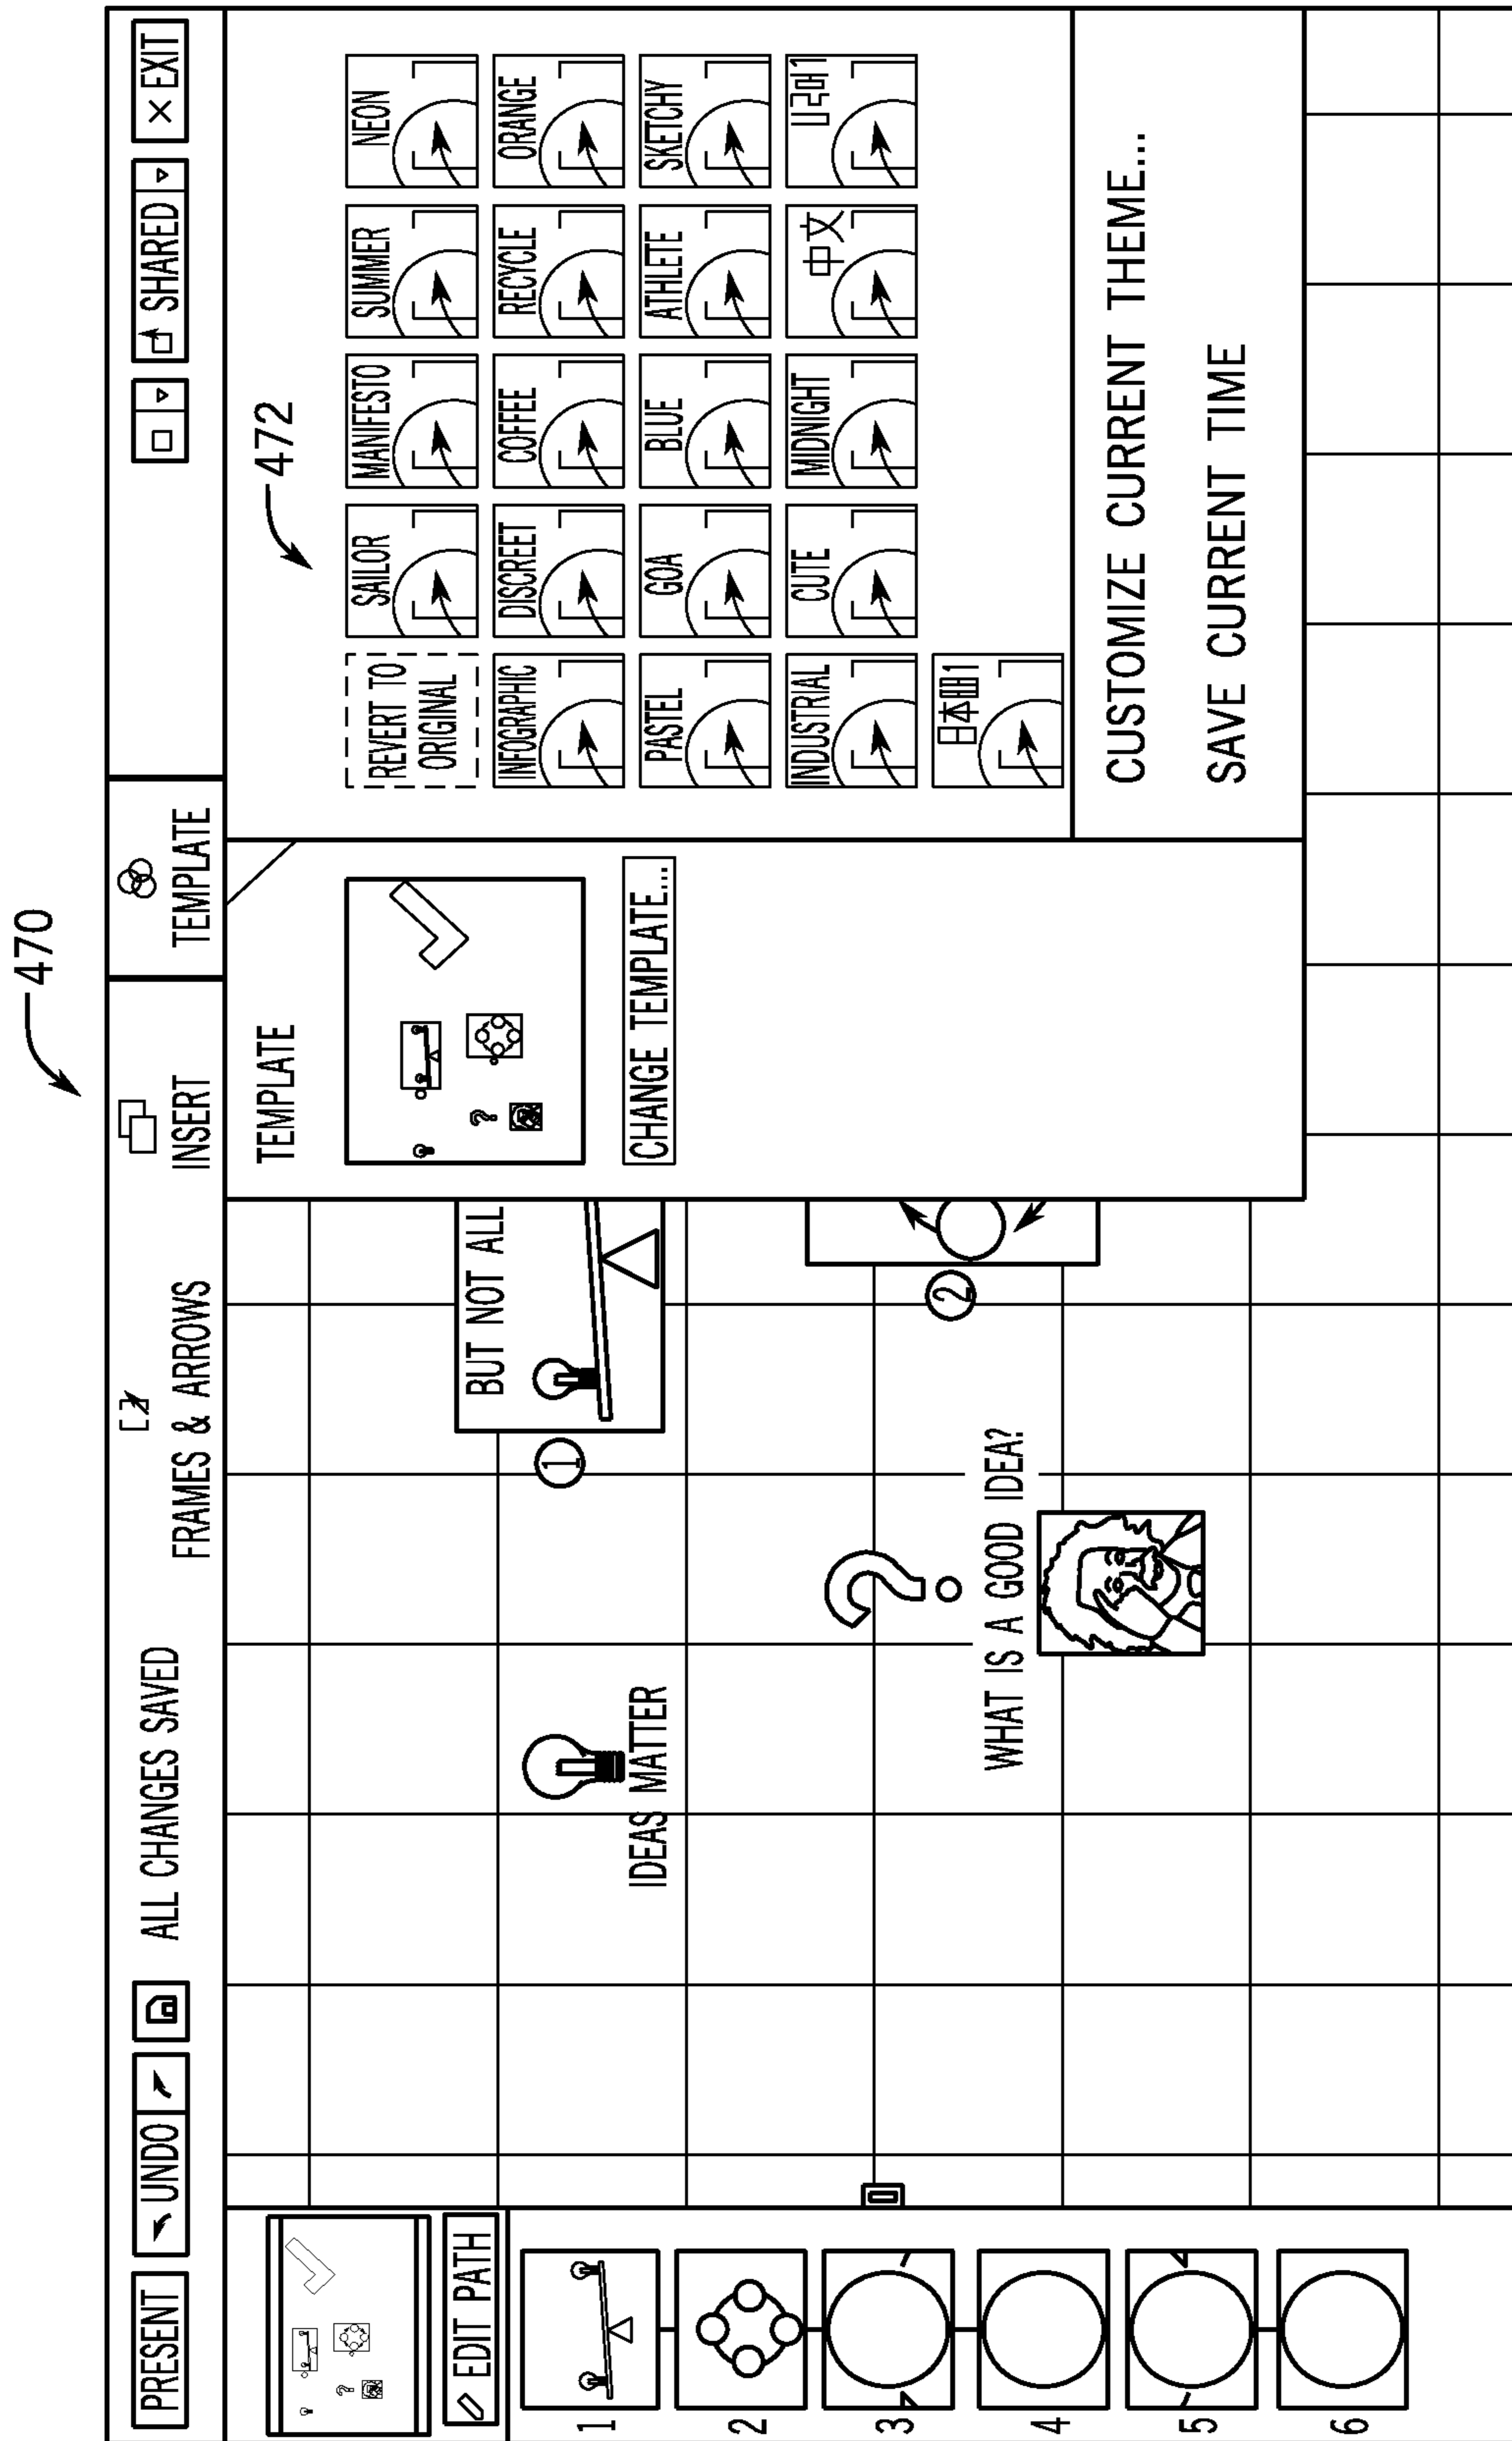 470
PRESENT
UNDO
ALL CHANGES SAVED
FRAMES & ARROWS
INSERT
TEMPLATE
SHARED
× EXIT
EDIT PATH
1
2
3
4
5
6
IDEAS MATTER
1
BUT NOT ALL
?
WHAT IS A GOOD IDEA?
2
TEMPLATE
?
CHANGE TEMPLATE...
472
REVERT TO
ORIGINAL
SAILOR
MANIFESTO
SUMMER
NEON
INFOGRAPHIC
DISCREET
COFFEE
RECYCLE
ORANGE
PASTEL
GOA
BLUE
ATHLETE
SKETCHY
INDUSTRIAL
CUTE
MIDNIGHT
中文
CUSTOMIZE CURRENT THEME...
SAVE CURRENT TIME